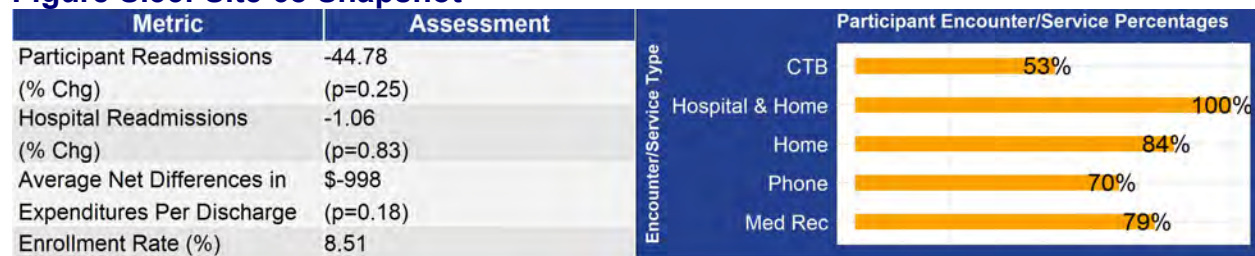 Metric Assessment
Participant Readmissions -44.78
(% Chg) (p=0.25)
Hospital Readmissions -1.06
(% Chg) (p=0.83)
Average Net Differences in $-998
Expenditures Per Discharge (p=0.18)
Enrollment Rate (%) 8.51
Participant Encounter/Service Percentages
Encounter/Service Type
CTB 53%
Hospital & Home 100%
Home 84%
Phone 70%
Med Rec 79%